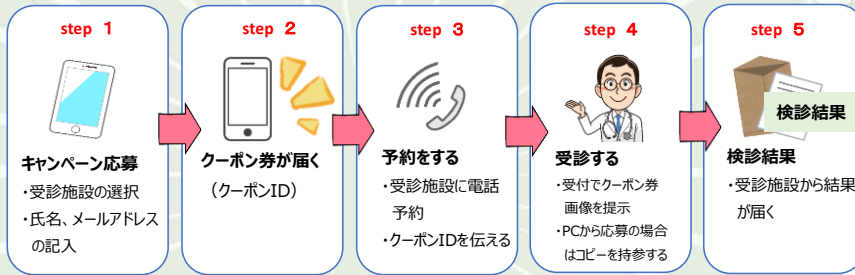 step 1
キャンペーン応募
・受診施設の選択
・氏名、メールアドレス
の記入
step 2
クーポン券が届く
（クーポンID）
step 3
予約をする
・受診施設に電話
予約
・クーポンIDを伝える
step 4
受診する
・受付でクーポン券
画像を提示
・PCから応募の場合
はコピーを持参する
step 5
検診結果
検診結果
・受診施設から結果
が届く